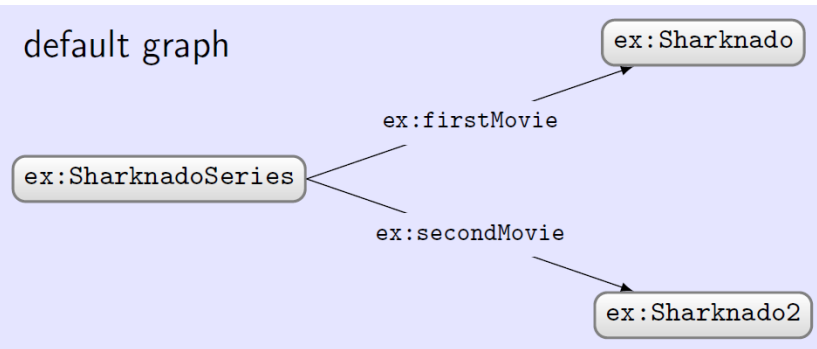 default graph
ex:Sharknado
ex:firstMovie
ex:SharknadoSeries
ex:secondMovie
ex:Sharknado2